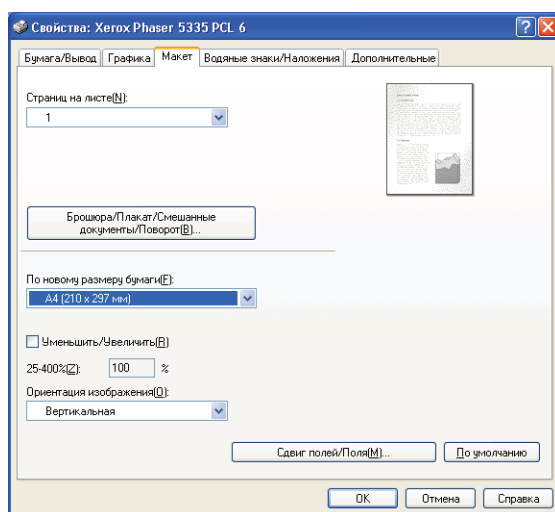 Свойства: Xerox Phaser 5335 PCL 6
Бумага/Вывод Графика Макет Водяные знаки/Наложения Дополнительные
Страниц на листе(N):
1
Брошюра/Плакат/Смешанные
документы/Поворот(B)...
По новому размеру бумаги(F):
A4 (210 x 297 мм)
Уменьшить/Увеличить(R)
25-400%(Z): 100 %
Ориентация изображения(O):
Вертикальная
Сдвиг полей/Поля(M)... По умолчанию
OK Отмена Справка